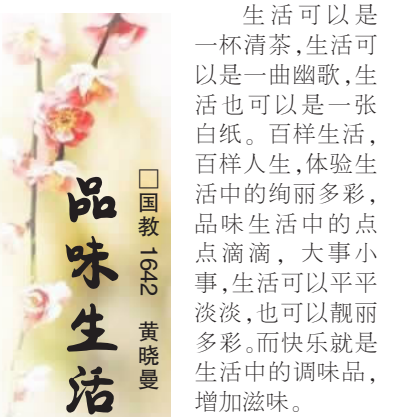 品味生活
□国教 1642 黄晓曼
生活可以是
一杯清茶,生活可
以是一曲幽歌,生
活也可以是一张
白纸。百样生活,
百样人生,体验生
活中的绚丽多彩,
品味生活中的点
点滴滴，大事小
事,生活可以平平
淡淡,也可以靓丽
多彩。而快乐就是
生活中的调味品,
增加滋味。